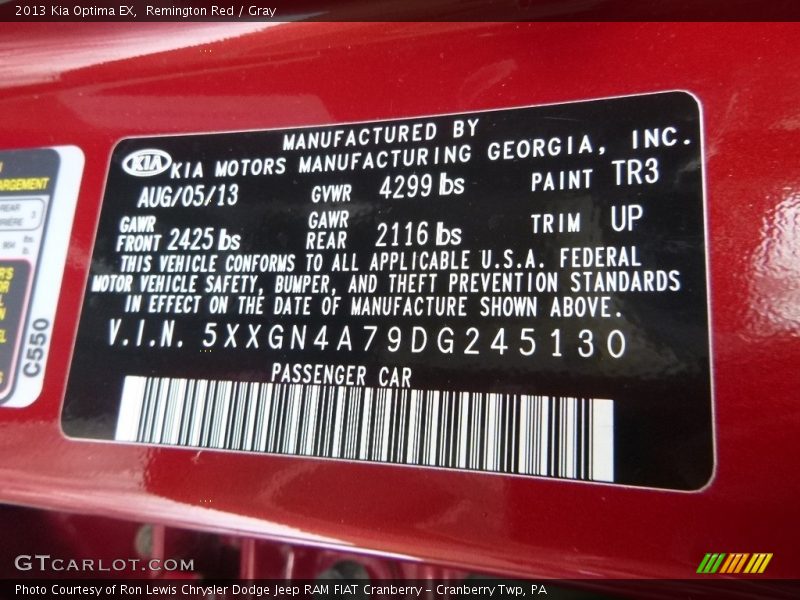 2013 Kia Optima EX, Remington Red / Gray
MANUFACTURED BY
KIA KIA MOTORS MANUFACTURING GEORGIA, INC.
AUG/05/13 GVWR 4299 lbs PAINT TR3
GAWR FRONT 2425 lbs GAWR REAR 2116 lbs TRIM UP
THIS VEHICLE CONFORMS TO ALL APPLICABLE U.S.A. FEDERAL
MOTOR VEHICLE SAFETY, BUMPER, AND THEFT PREVENTION STANDARDS
IN EFFECT ON THE DATE OF MANUFACTURE SHOWN ABOVE.
V.I.N. 5XXGN4A79DG245130
PASSENGER CAR
C550
GTCARLOT.COM
Photo Courtesy of Ron Lewis Chrysler Dodge Jeep RAM FIAT Cranberry – Cranberry Twp, PA